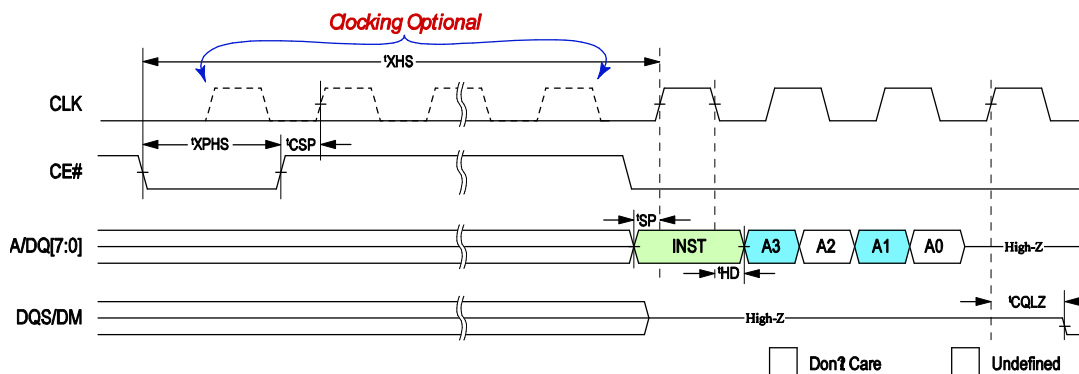 Clocking Optional
tXHS
CLK
tXPHS
tCSP
CE#
tSP
A/DQ[7:0]
INST
A3
A2
A1
A0
High-Z
tHD
tCQLZ
DQS/DM
High-Z
Don?t Care
Undefined